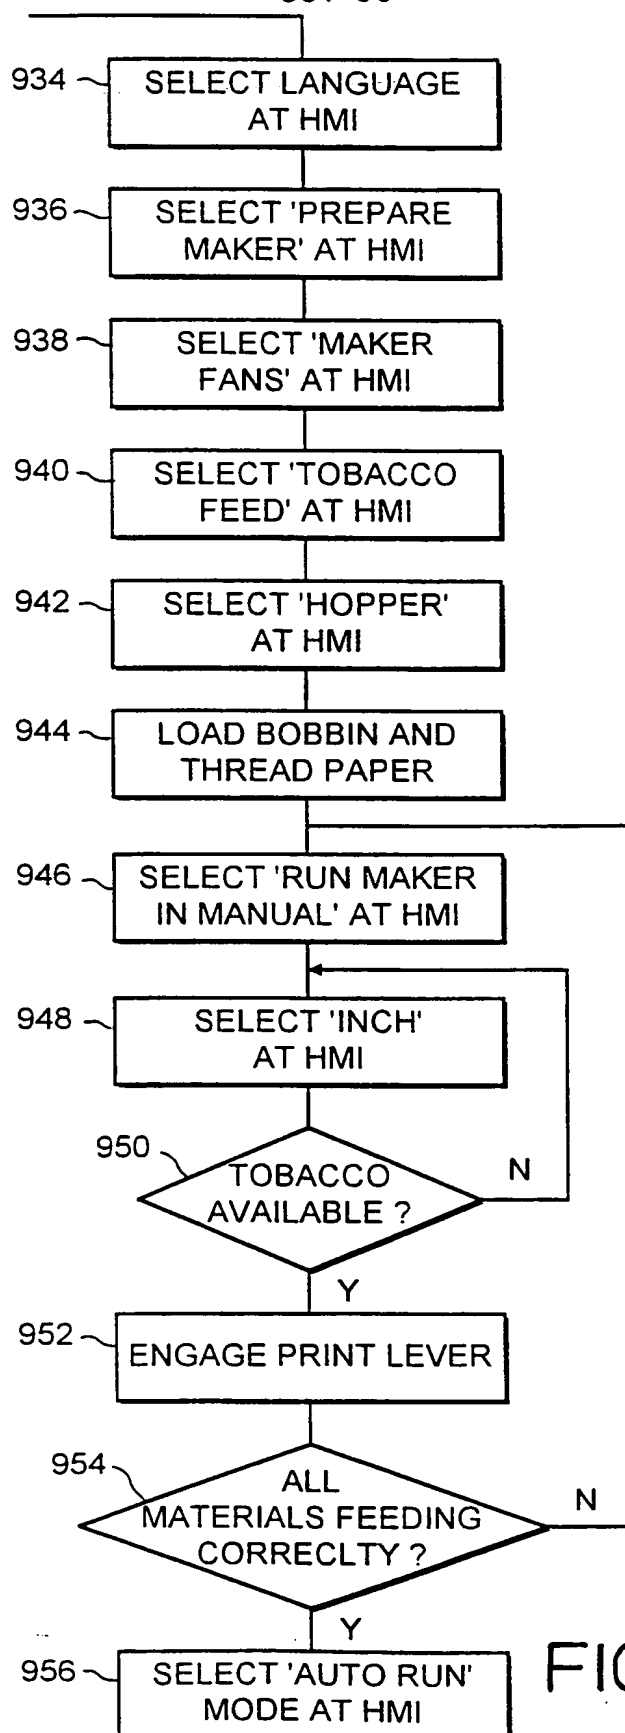 934
SELECT LANGUAGE
AT HMI
936
SELECT 'PREPARE
MAKER' AT HMI
938
SELECT 'MAKER
FANS' AT HMI
940
SELECT 'TOBACCO
FEED' AT HMI
942
SELECT 'HOPPER'
AT HMI
944
LOAD BOBBIN AND
THREAD PAPER
946
SELECT 'RUN MAKER
IN MANUAL' AT HMI
948
SELECT 'INCH'
AT HMI
950
TOBACCO
AVAILABLE ?
N
Y
952
ENGAGE PRINT LEVER
954
ALL
MATERIALS FEEDING
CORRECLTY ?
N
Y
956
SELECT 'AUTO RUN'
MODE AT HMI